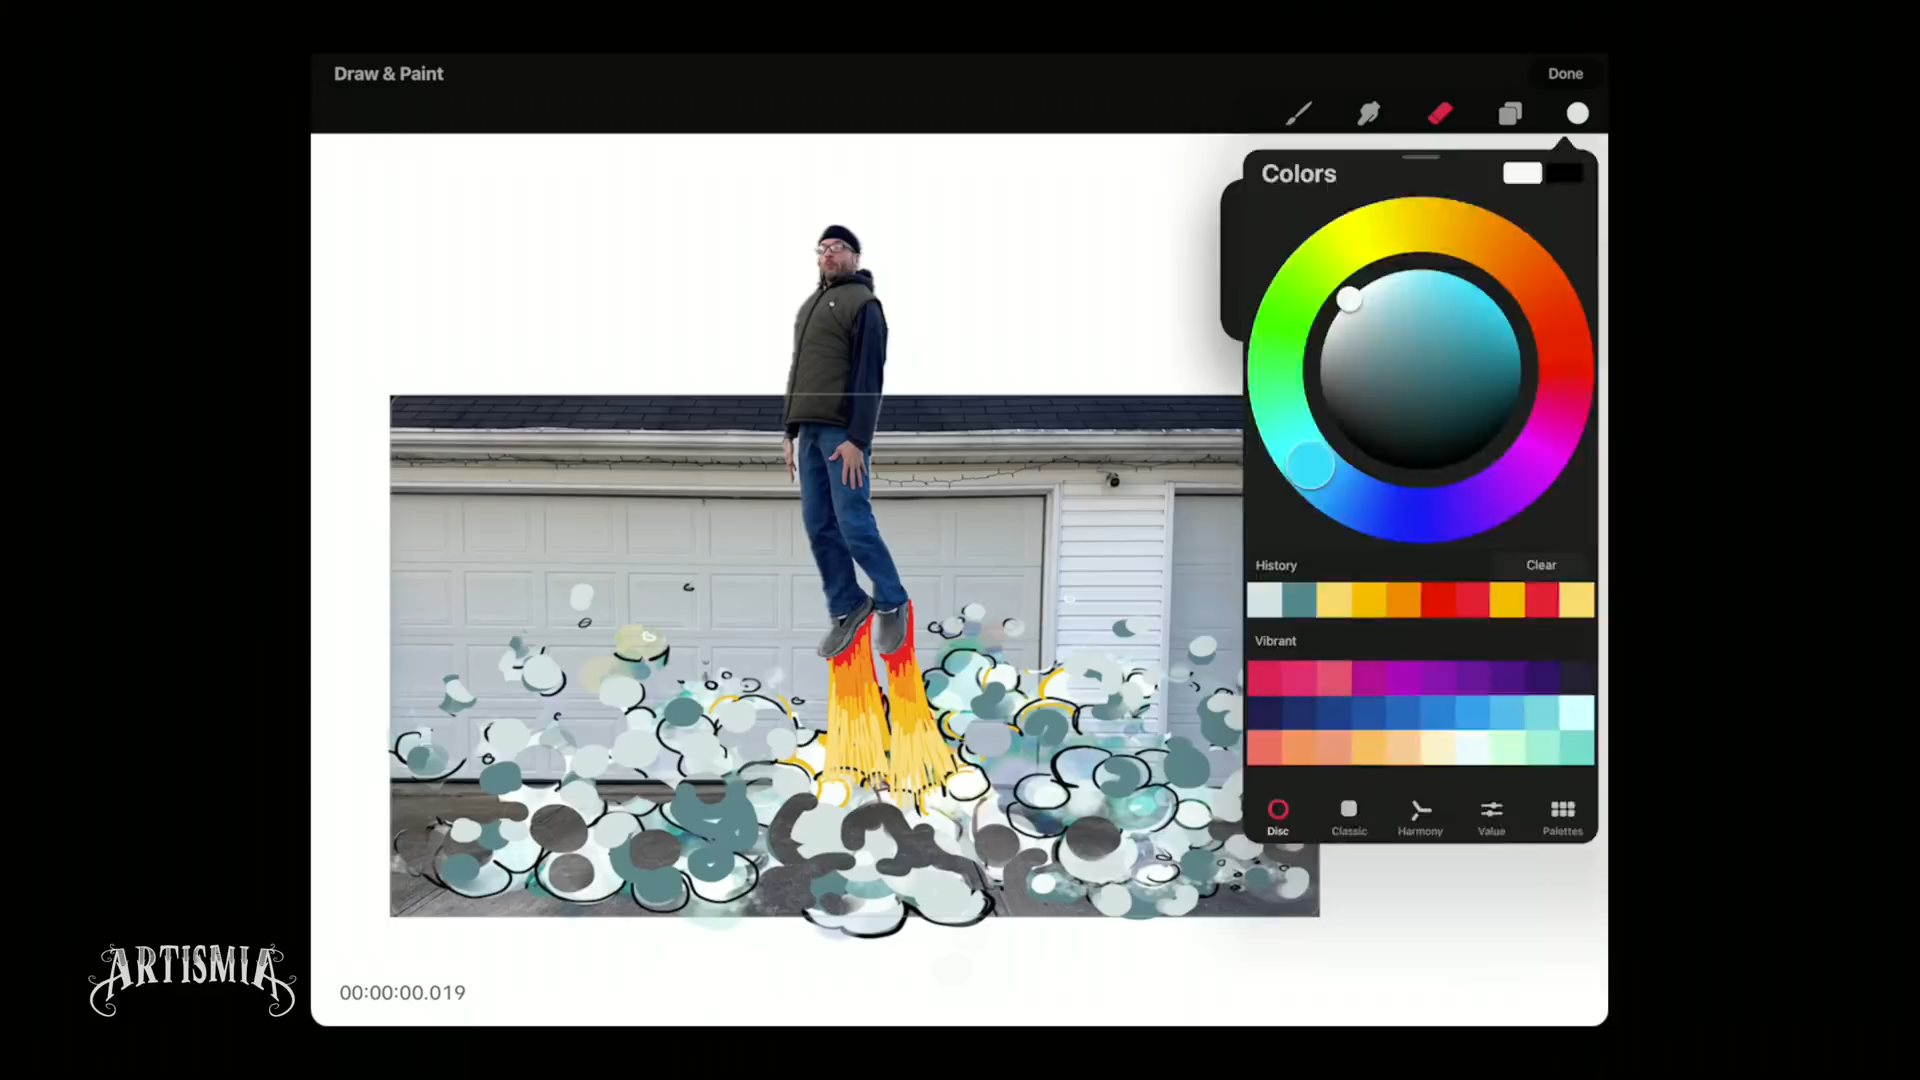 Draw & Paint
Done
Colors
History
Clear
Vibrant
Disc
Classic
Harmony
Value
Palettes
ARTISMIA
00:00:00.019